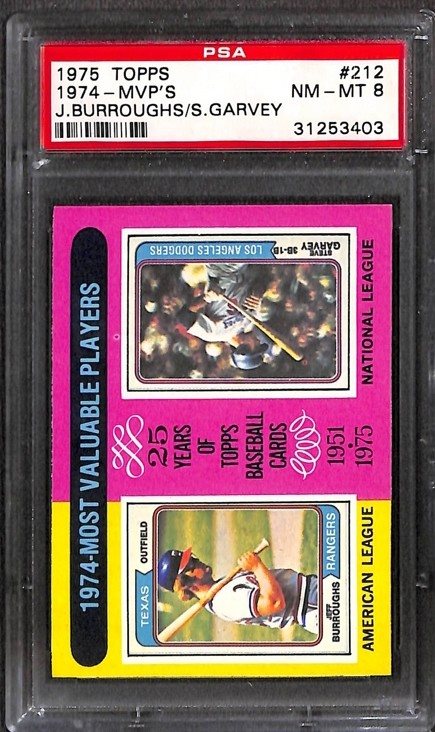 PSA
1975 TOPPS #212
1974-MVP'S NM-MT 8
J.BURROUGHS/S.GARVEY
31253403
1974-MOST VALUABLE PLAYERS
TEXAS OUTFIELD
JEFF BURROUGHS RANGERS
AMERICAN LEAGUE
25
YEARS
OF
TOPPS
BASEBALL
CARDS
1951
·
1975
STEVE GARVEY 3B-1B
LOS ANGELES DODGERS
NATIONAL LEAGUE